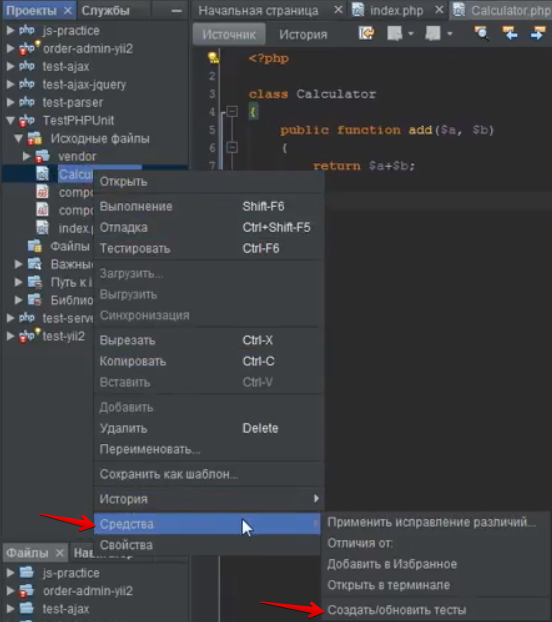 Проекты × Службы
Начальная страница × index.php × Calculator.php
Источник История
js-practice
order-admin-yii2
test-ajax
test-ajax-jquery
test-parser
TestPHPUnit
Исходные файлы
vendor
Calcu
compo
compo
index.p
Файлы
Важные
Путь к i
Библио
test-serve
test-yii2
1 <?php
2
3 class Calculator
4 {
5 public function add($a, $b)
6 {
7 return $a+$b;
Открыть
Выполнение Shift-F6
Отладка Ctrl+Shift-F5
Тестировать Ctrl-F6
Загрузить...
Выгрузить
Синхронизация
Вырезать Ctrl-X
Копировать Ctrl-C
Вставить Ctrl-V
Добавить
Удалить Delete
Переименовать...
Сохранить как шаблон...
История
Средства
Свойства
Применить исправление различий...
Отличия от:
Добавить в Избранное
Открыть в терминале
Создать/обновить тесты
Файлы × Навигатор
js-practice
order-admin-yii2
test-ajax